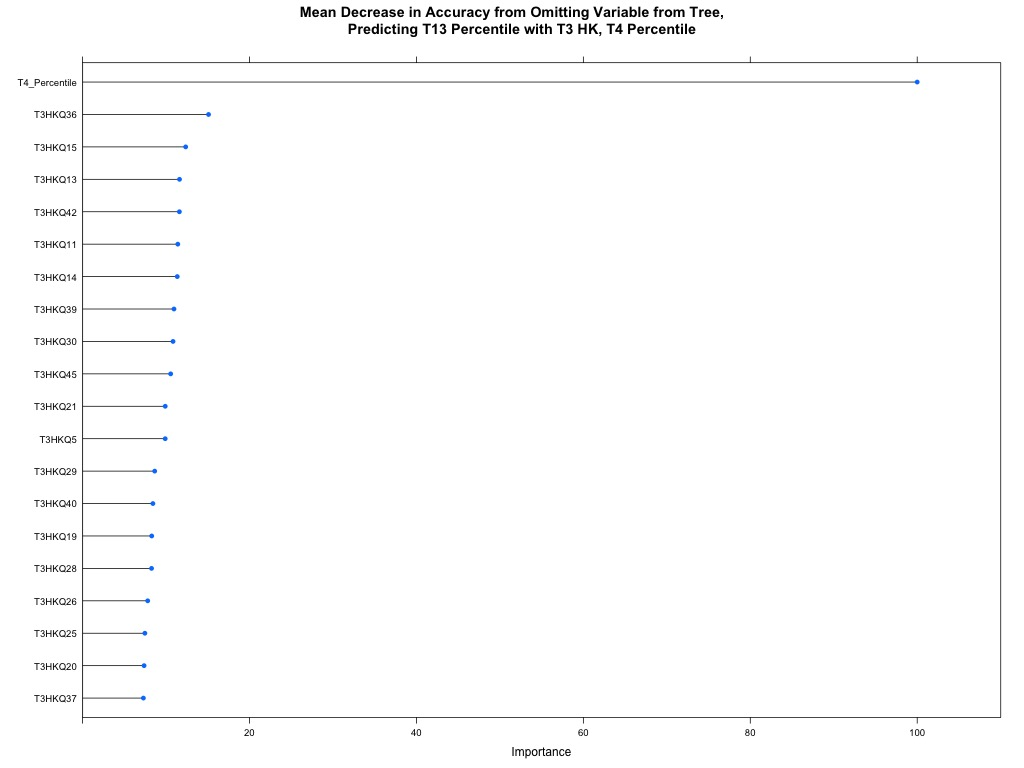 Mean Decrease in Accuracy from Omitting Variable from Tree,
Predicting T13 Percentile with T3 HK, T4 Percentile
T4_Percentile
T3HKQ36
T3HKQ15
T3HKQ13
T3HKQ42
T3HKQ11
T3HKQ14
T3HKQ39
T3HKQ30
T3HKQ45
T3HKQ21
T3HKQ5
T3HKQ29
T3HKQ40
T3HKQ19
T3HKQ28
T3HKQ26
T3HKQ25
T3HKQ20
T3HKQ37
20 40 60 80 100
Importance